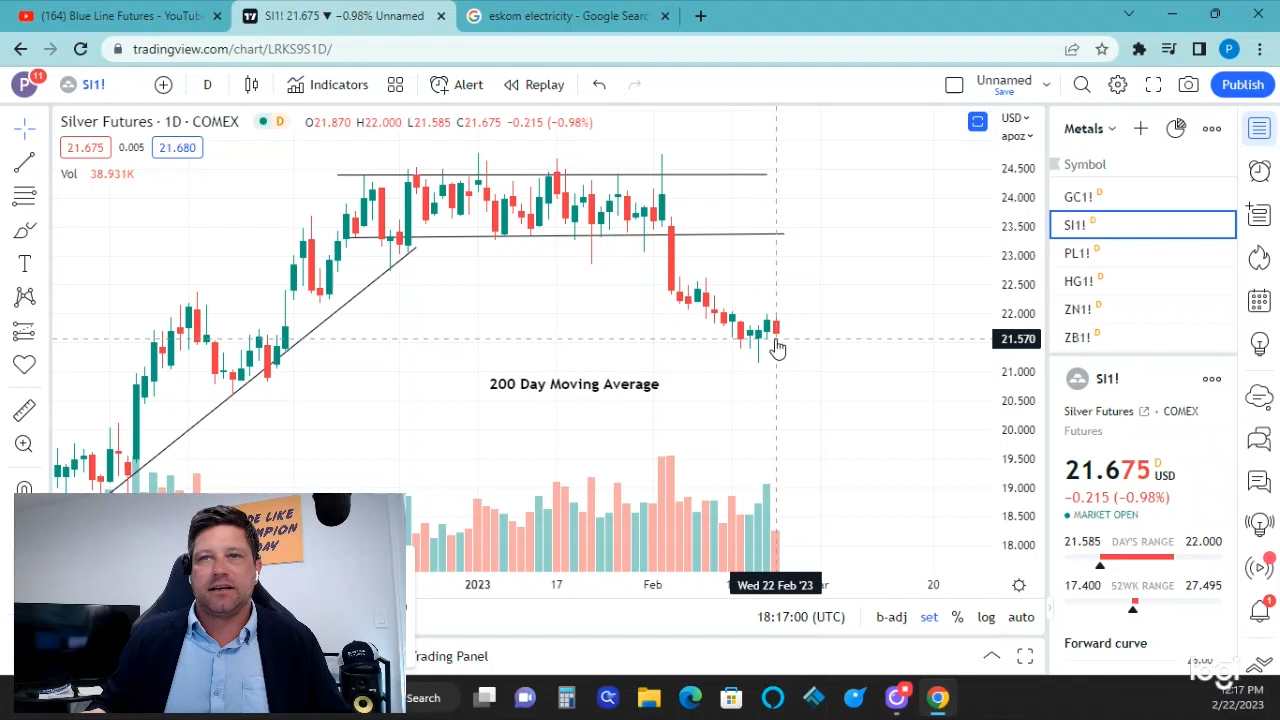 (164) Blue Line Futures - YouTub
SI1! 21.675 ▼ −0.98% Unnamed
eskom electricity - Google Searc
tradingview.com/chart/LRKS9S1D/
P
P
11
SI1!
D
Indicators
Alert
Replay
Unnamed
Save
Publish
Silver Futures · 1D · COMEX
D
O21.870 H22.000 L21.585 C21.675 −0.215 (−0.98%)
21.675
0.005
21.680
Vol 38.931K
USD
apoz
24.500
24.000
23.500
23.000
22.500
22.000
21.570
21.000
20.500
20.000
19.500
19.000
18.500
18.000
200 Day Moving Average
2023
17
Feb
Wed 22 Feb '23
20
18:17:00 (UTC)
b-adj
set
%
log
auto
Metals
Symbol
GC1! D
SI1! D
PL1! D
HG1! D
ZN1! D
ZB1! D
SI1!
Silver Futures · COMEX
Futures
21.675 D USD
−0.215 (−0.98%)
MARKET OPEN
21.585 DAY'S RANGE 22.000
17.400 52WK RANGE 27.495
Forward curve
1
Search
12:17 PM
2/22/2023